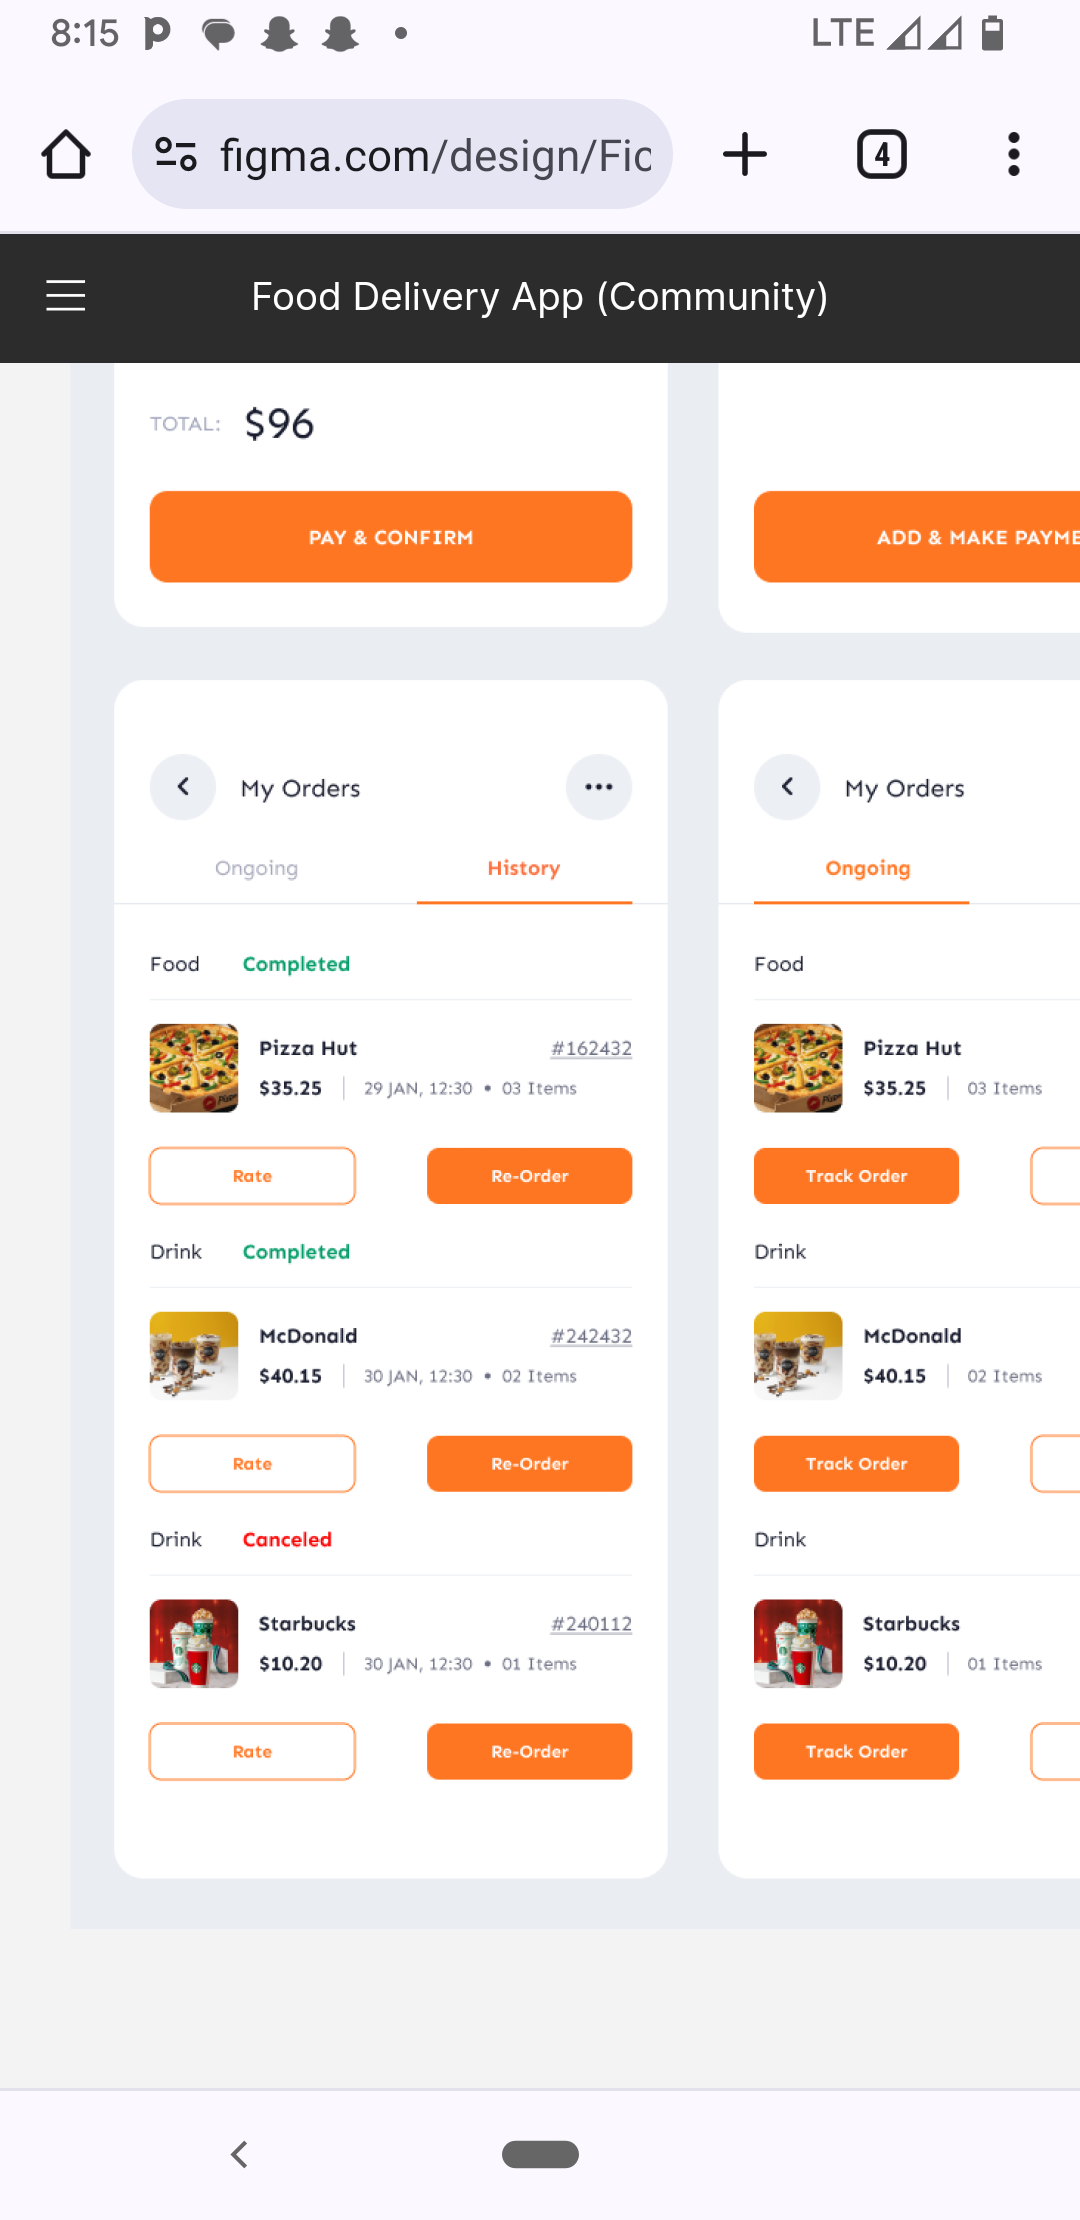 8:15
LTE
figma.com/design/Fic
4
Food Delivery App (Community)
TOTAL: $96
PAY & CONFIRM
ADD & MAKE PAYME
My Orders
Ongoing History
Food Completed
Pizza Hut #162432
$35.25 29 JAN, 12:30 • 03 Items
Rate Re-Order
Drink Completed
McDonald #242432
$40.15 30 JAN, 12:30 • 02 Items
Rate Re-Order
Drink Canceled
Starbucks #240112
$10.20 30 JAN, 12:30 • 01 Items
Rate Re-Order
My Orders
Ongoing
Food
Pizza Hut
$35.25 03 Items
Track Order
Drink
McDonald
$40.15 02 Items
Track Order
Drink
Starbucks
$10.20 01 Items
Track Order